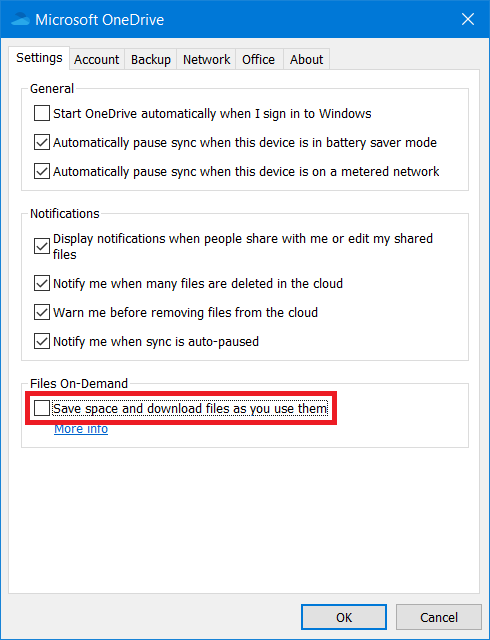 Microsoft OneDrive
Settings Account Backup Network Office About
General
Start OneDrive automatically when I sign in to Windows
Automatically pause sync when this device is in battery saver mode
Automatically pause sync when this device is on a metered network
Notifications
Display notifications when people share with me or edit my shared
files
Notify me when many files are deleted in the cloud
Warn me before removing files from the cloud
Notify me when sync is auto-paused
Files On-Demand
Save space and download files as you use them
More info
OK Cancel